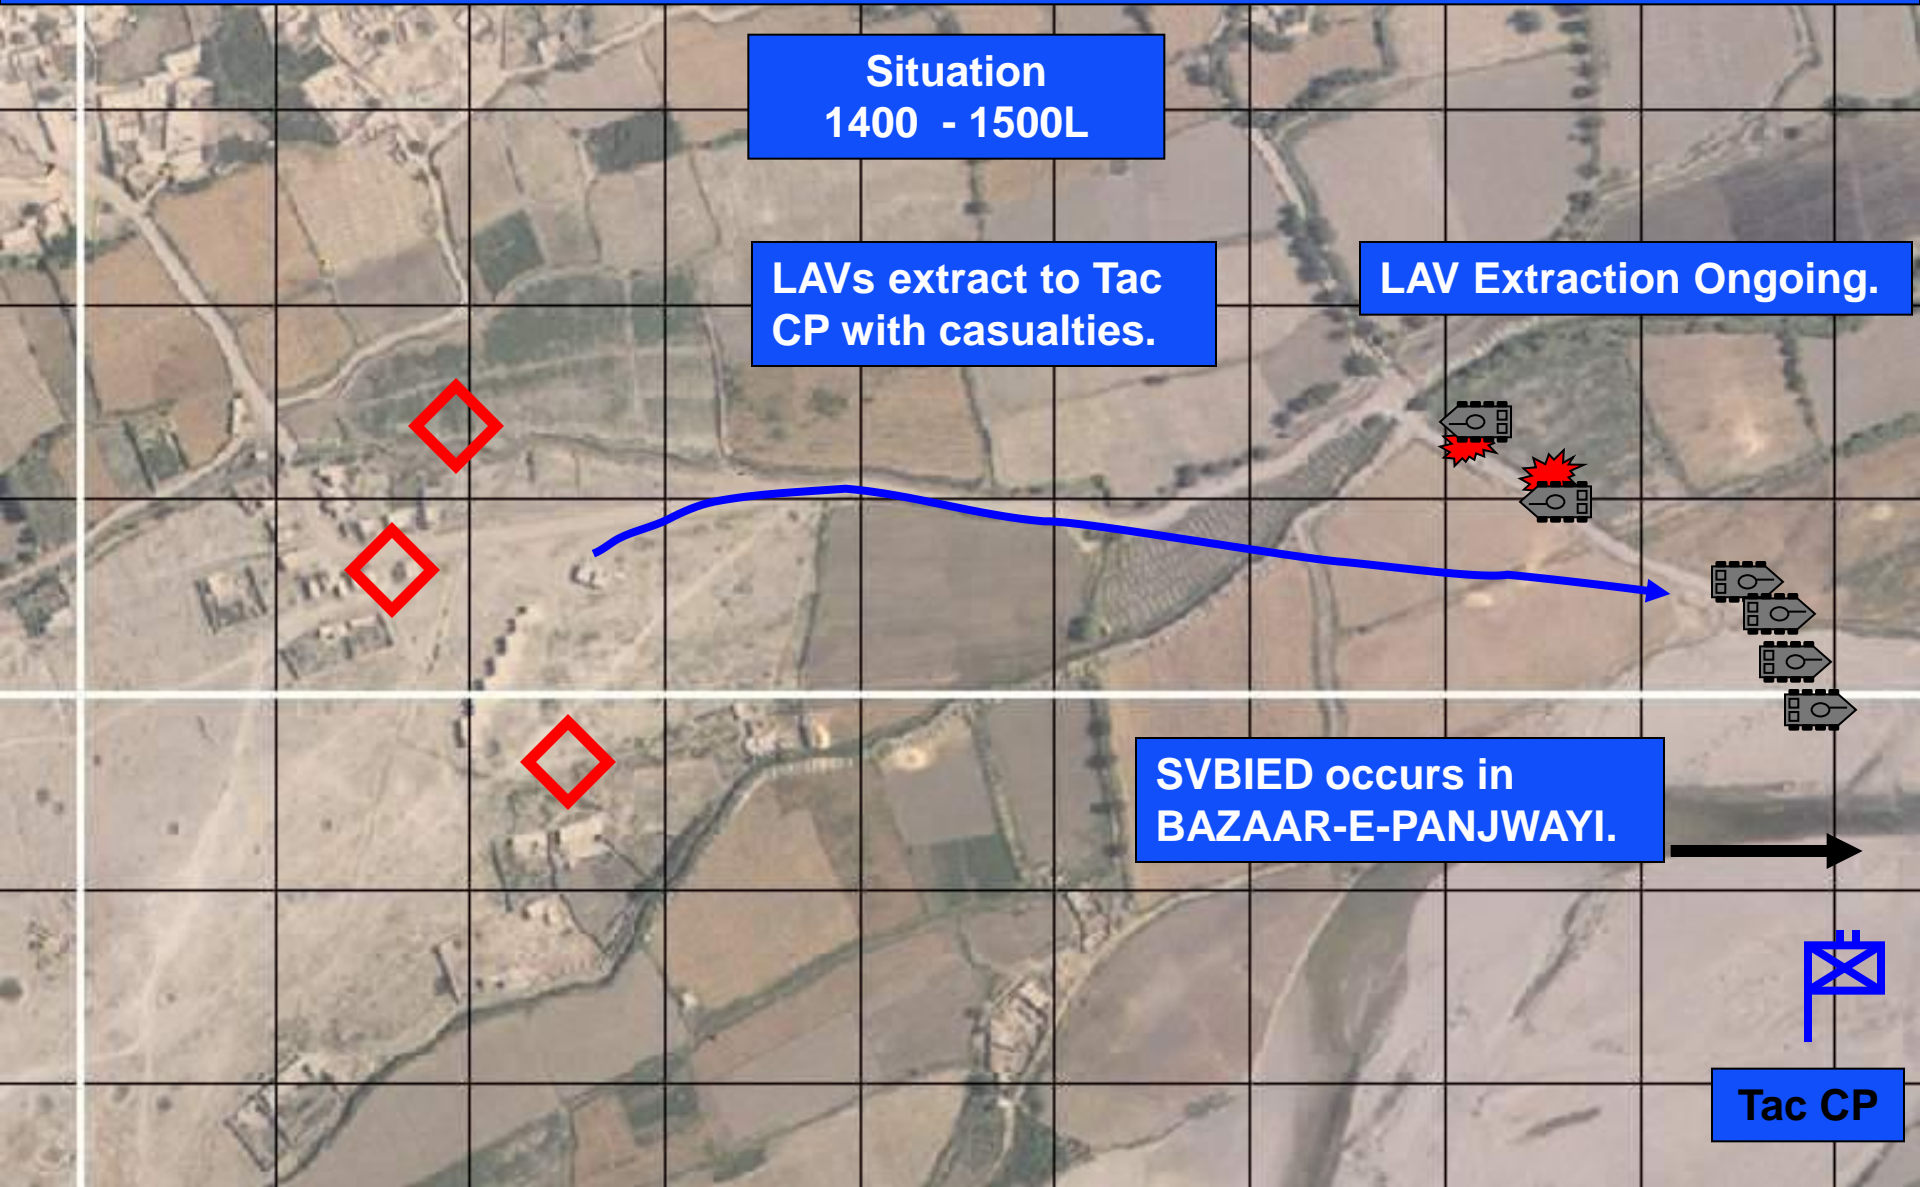 Situation
1400 - 1500L
LAVs extract to Tac
CP with casualties.
LAV Extraction Ongoing.
SVBIED occurs in
BAZAAR-E-PANJWAYI.
Tac CP